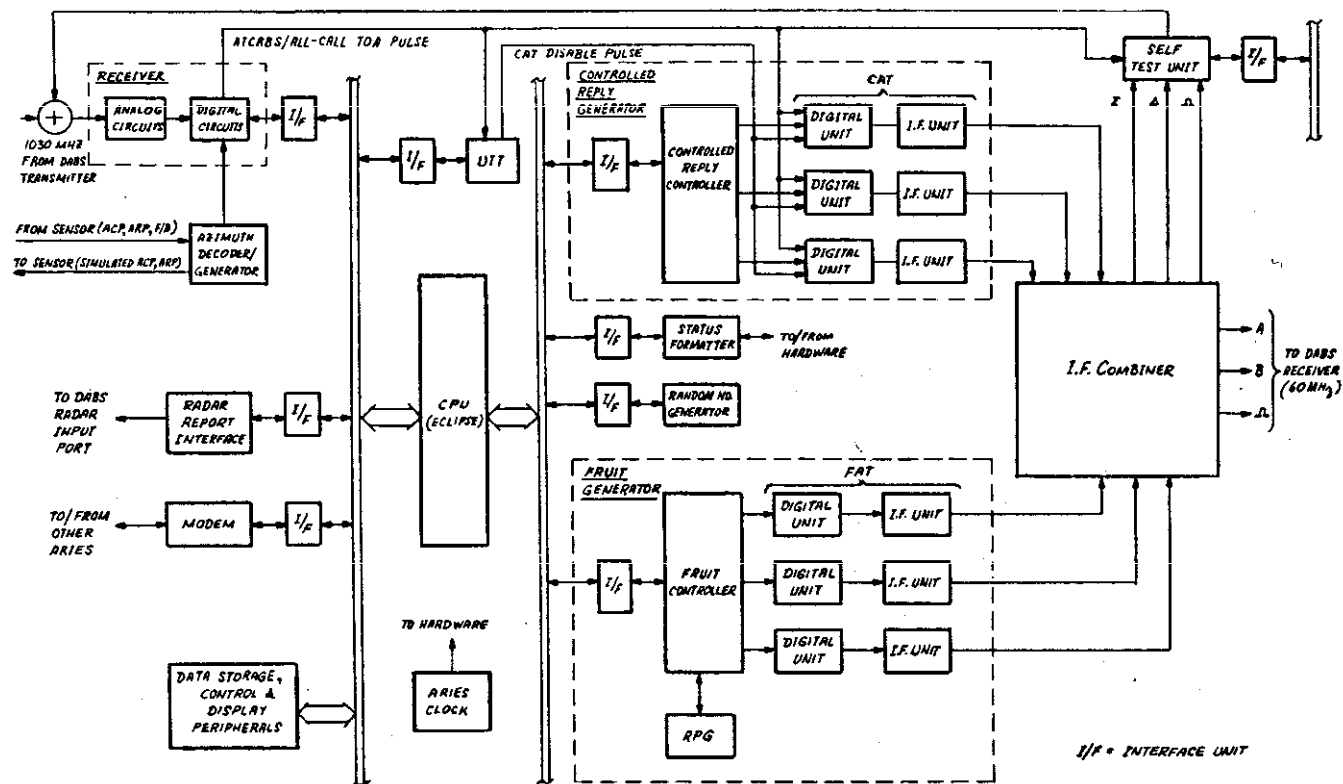 ATCRBS/ALL-CALL TOA PULSE
CAT DISABLE PULSE
RECEIVER
ANALOG
CIRCUITS
DIGITAL
CIRCUITS
I/F
1030 MHZ
FROM DABS
TRANSMITTER
FROM SENSOR (ACP, ARP, F/B)
TO SENSOR (SIMULATED ACP, ARP)
AZIMUTH
DECODER/
GENERATOR
I/F
UTT
CONTROLLED
REPLY
GENERATOR
I/F
CONTROLLED
REPLY
CONTROLLER
CAT
DIGITAL
UNIT
I.F. UNIT
DIGITAL
UNIT
I.F. UNIT
DIGITAL
UNIT
I.F. UNIT
SELF
TEST UNIT
I/F
Σ
Δ
Ω
I.F. COMBINER
A
B
Ω
TO DABS
RECEIVER
(60 MHz)
I/F
STATUS
FORMATTER
TO/FROM
HARDWARE
I/F
RANDOM NO.
GENERATOR
CPU
(ECLIPSE)
TO DABS
RADAR
INPUT
PORT
RADAR
REPORT
INTERFACE
I/F
TO/FROM
OTHER
ARIES
MODEM
I/F
DATA STORAGE,
CONTROL &
DISPLAY
PERIPHERALS
TO HARDWARE
ARIES
CLOCK
FRUIT
GENERATOR
I/F
FRUIT
CONTROLLER
RPG
FAT
DIGITAL
UNIT
I.F. UNIT
DIGITAL
UNIT
I.F. UNIT
DIGITAL
UNIT
I.F. UNIT
I/F = INTERFACE UNIT